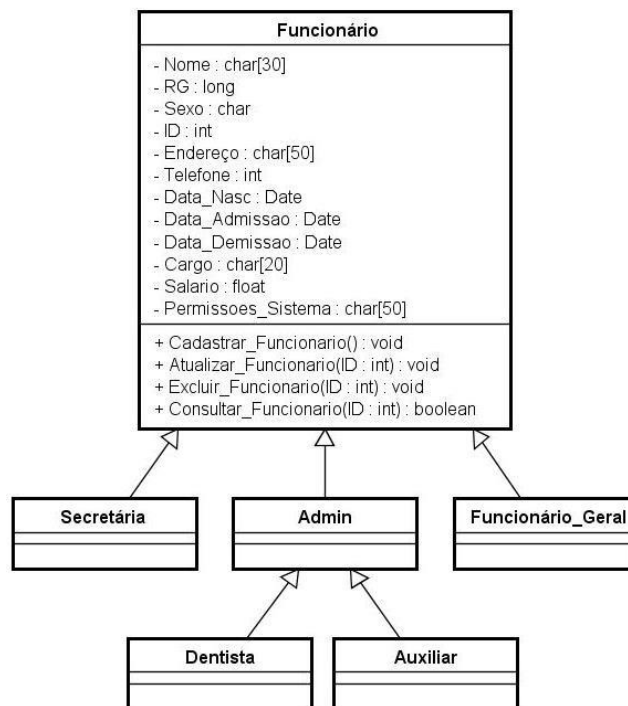 Funcionário
- Nome : char[30]
- RG : long
- Sexo : char
- ID : int
- Endereço : char[50]
- Telefone : int
- Data_Nasc : Date
- Data_Admissao : Date
- Data_Demissao : Date
- Cargo : char[20]
- Salario : float
- Permissoes_Sistema : char[50]
+ Cadastrar_Funcionario() : void
+ Atualizar_Funcionario(ID : int) : void
+ Excluir_Funcionario(ID : int) : void
+ Consultar_Funcionario(ID : int) : boolean
Secretária
Admin
Funcionário_Geral
Dentista
Auxiliar